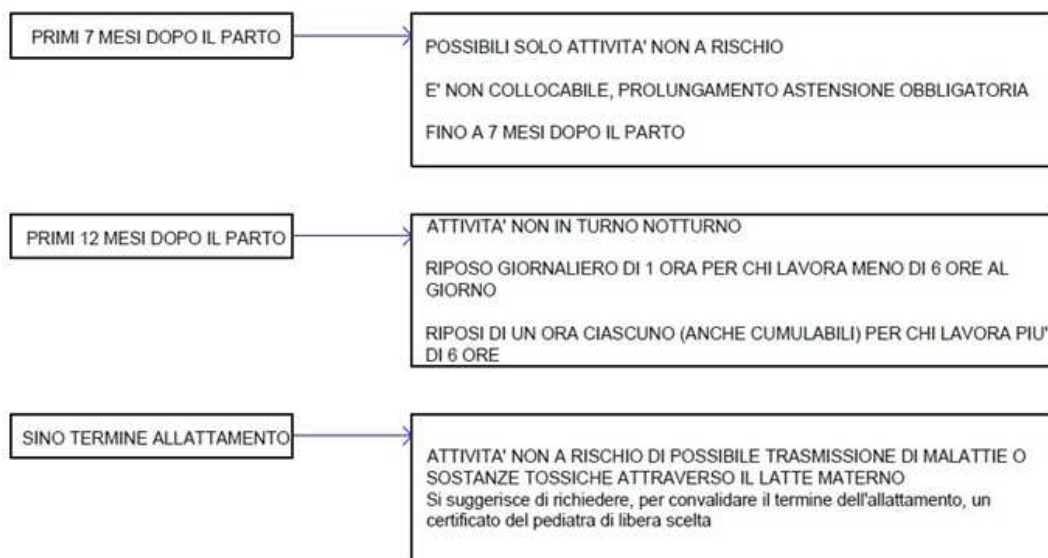 PRIMI 7 MESI DOPO IL PARTO
POSSIBILI SOLO ATTIVITA' NON A RISCHIO
E' NON COLLOCABILE, PROLUNGAMENTO ASTENSIONE OBBLIGATORIA
FINO A 7 MESI DOPO IL PARTO
PRIMI 12 MESI DOPO IL PARTO
ATTIVITA' NON IN TURNO NOTTURNO
RIPOSO GIORNALIERO DI 1 ORA PER CHI LAVORA MENO DI 6 ORE AL
GIORNO
RIPOSI DI UN ORA CIASCUNO (ANCHE CUMULABILI) PER CHI LAVORA PIU'
DI 6 ORE
SINO TERMINE ALLATTAMENTO
ATTIVITA' NON A RISCHIO DI POSSIBILE TRASMISSIONE DI MALATTIE O
SOSTANZE TOSSICHE ATTRAVERSO IL LATTE MATERNO
Si suggerisce di richiedere, per convalidare il termine dell'allattamento, un
certificato del pediatra di libera scelta